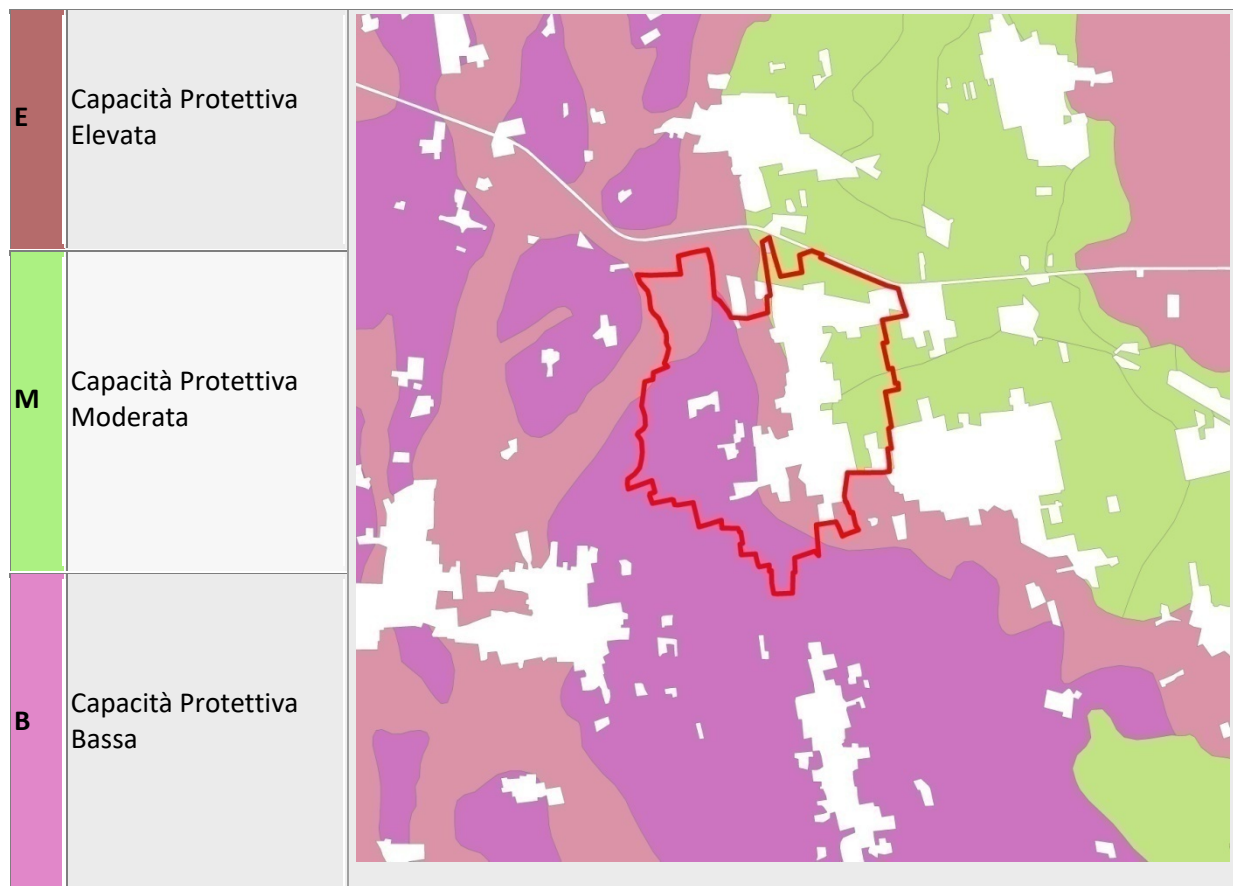 E
Capacità Protettiva
Elevata
M
Capacità Protettiva
Moderata
B
Capacità Protettiva
Bassa